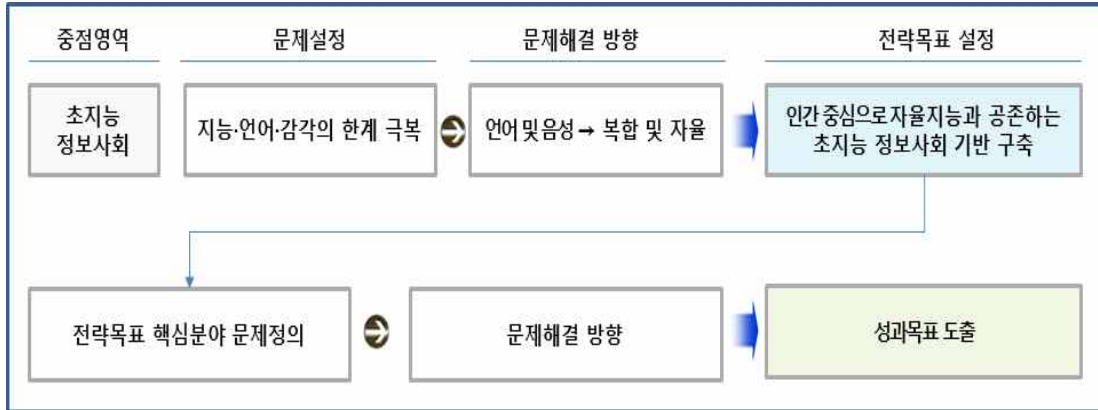 중점영역
문제설정
문제해결 방향
전략목표 설정
초지능
정보사회
지능·언어·감각의 한계 극복
언어 및 음성 → 복합 및 자율
인간 중심으로 자율지능과 공존하는
초지능 정보사회 기반 구축
전략목표 핵심분야 문제정의
문제해결 방향
성과목표 도출